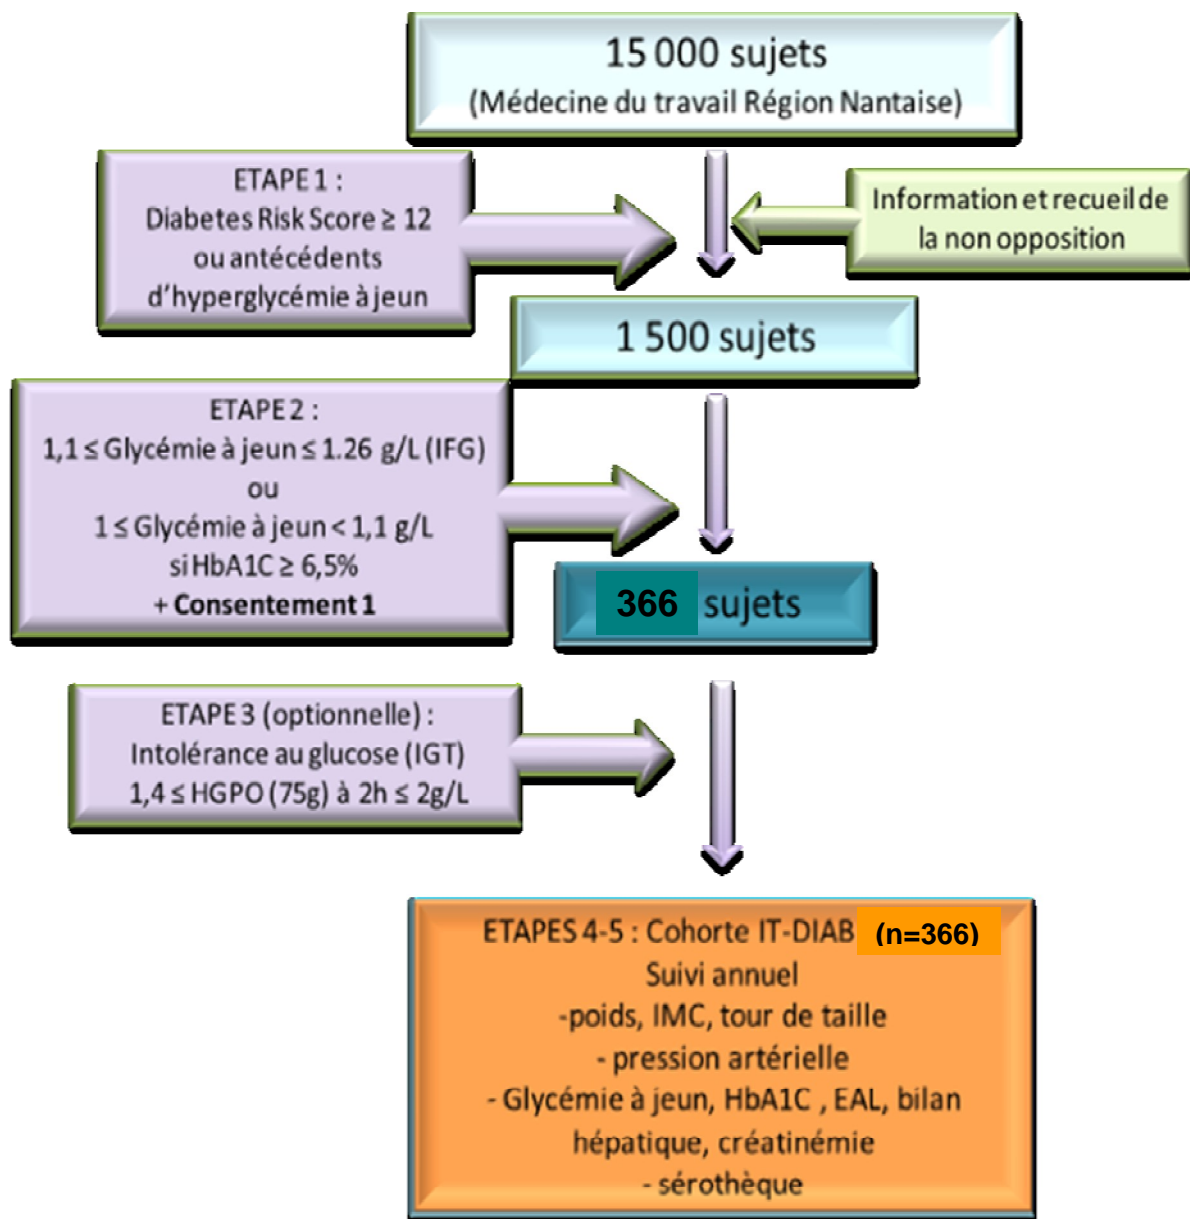 15 000 sujets
(Médecine du travail Région Nantaise)
ETAPE 1 :
Diabetes Risk Score ≥ 12
ou antécédents
d'hyperglycémie à jeun
Information et recueil de
la non opposition
1 500 sujets
ETAPE 2 :
1,1 ≤ Glycémie à jeun ≤ 1.26 g/L (IFG)
ou
1 ≤ Glycémie à jeun < 1,1 g/L
si HbA1C ≥ 6,5%
+ Consentement 1
366 sujets
ETAPE 3 (optionnelle) :
Intolérance au glucose (IGT)
1,4 ≤ HGPO (75g) à 2h ≤ 2g/L
ETAPES 4-5 : Cohorte IT-DIAB (n=366)
Suivi annuel
-poids, IMC, tour de taille
- pression artérielle
- Glycémie à jeun, HbA1C , EAL, bilan
hépatique, créatinémie
- sérothèque